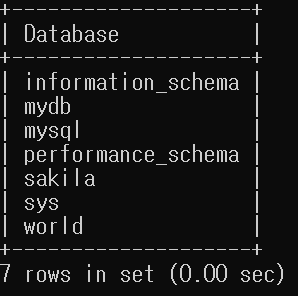 +--------------------+
| Database           |
+--------------------+
| information_schema |
| mydb               |
| mysql              |
| performance_schema |
| sakila             |
| sys                |
| world              |
+--------------------+
7 rows in set (0.00 sec)